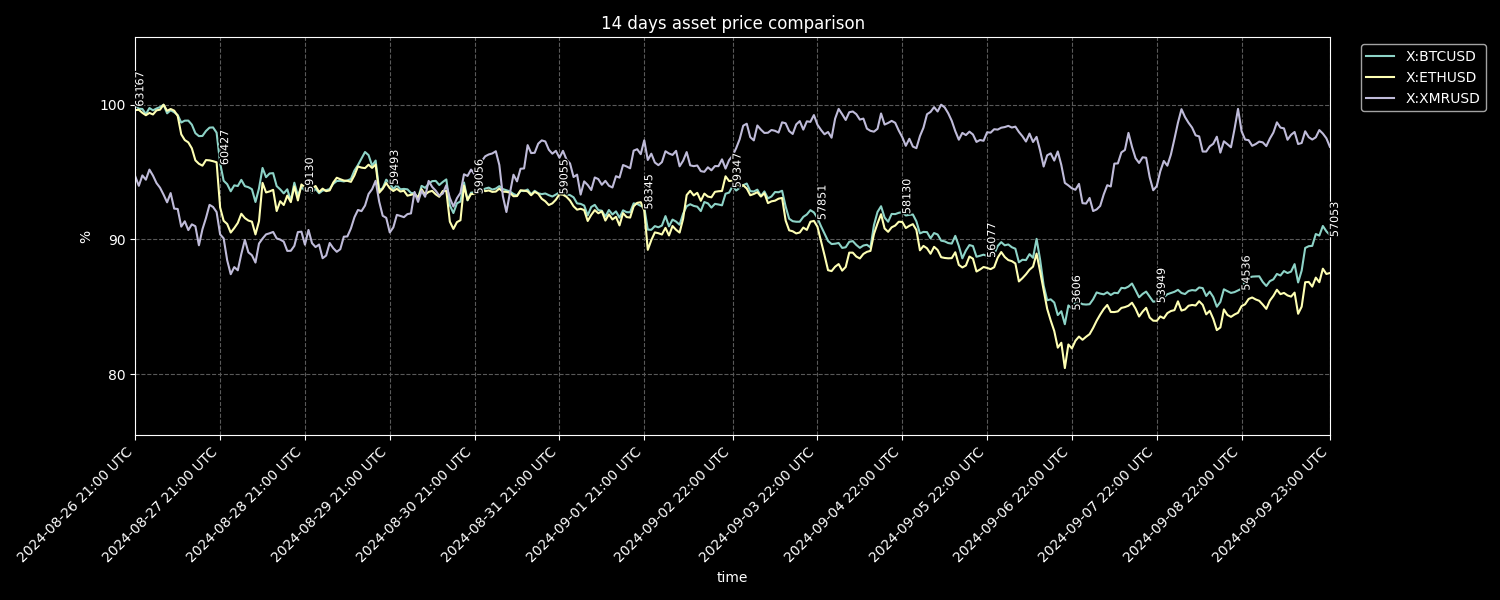 14 days asset price comparison
X:BTCUSD
X:ETHUSD
X:XMRUSD
100
90
80
%
63167
60427
59130
59493
59056
59055
58345
59347
57851
58130
56077
53606
53949
54536
57053
2024-08-26 21:00 UTC
2024-08-27 21:00 UTC
2024-08-28 21:00 UTC
2024-08-29 21:00 UTC
2024-08-30 21:00 UTC
2024-08-31 21:00 UTC
2024-09-01 21:00 UTC
2024-09-02 22:00 UTC
2024-09-03 22:00 UTC
2024-09-04 22:00 UTC
2024-09-05 22:00 UTC
2024-09-06 22:00 UTC
2024-09-07 22:00 UTC
2024-09-08 22:00 UTC
2024-09-09 23:00 UTC
time